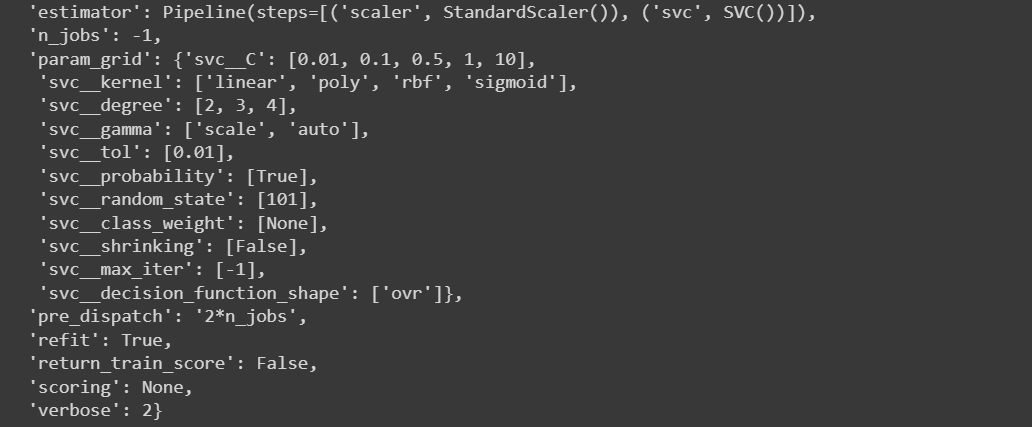 'estimator': Pipeline(steps=[('scaler', StandardScaler()), ('svc', SVC())]),
'n_jobs': -1,
'param_grid': {'svc__C': [0.01, 0.1, 0.5, 1, 10],
'svc__kernel': ['linear', 'poly', 'rbf', 'sigmoid'],
'svc__degree': [2, 3, 4],
'svc__gamma': ['scale', 'auto'],
'svc__tol': [0.01],
'svc__probability': [True],
'svc__random_state': [101],
'svc__class_weight': [None],
'svc__shrinking': [False],
'svc__max_iter': [-1],
'svc__decision_function_shape': ['ovr']},
'pre_dispatch': '2*n_jobs',
'refit': True,
'return_train_score': False,
'scoring': None,
'verbose': 2}